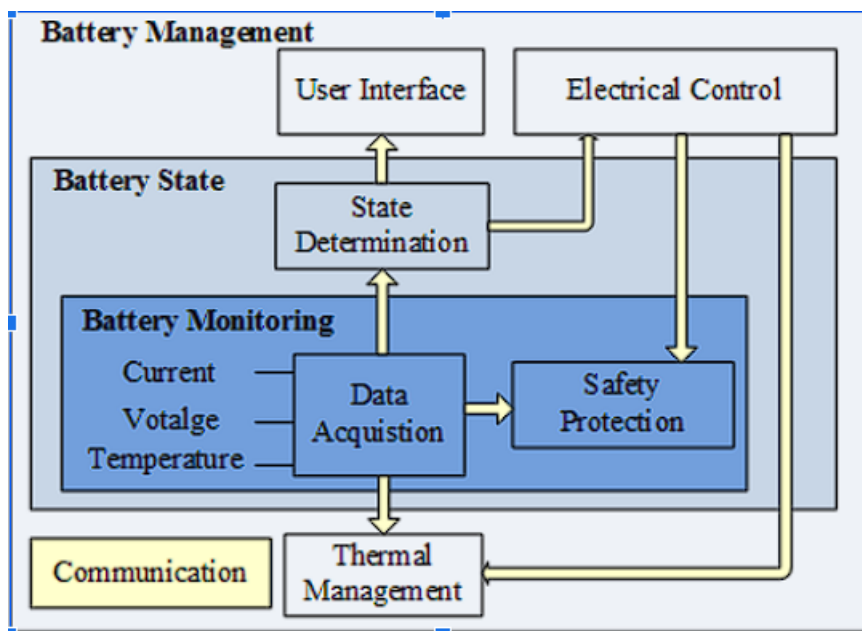 Battery Management
User Interface
Electrical Control
Battery State
State
Determination
Battery Monitoring
Current
Votalge
Temperature
Data
Acquistion
Safety
Protection
Communication
Thermal
Management